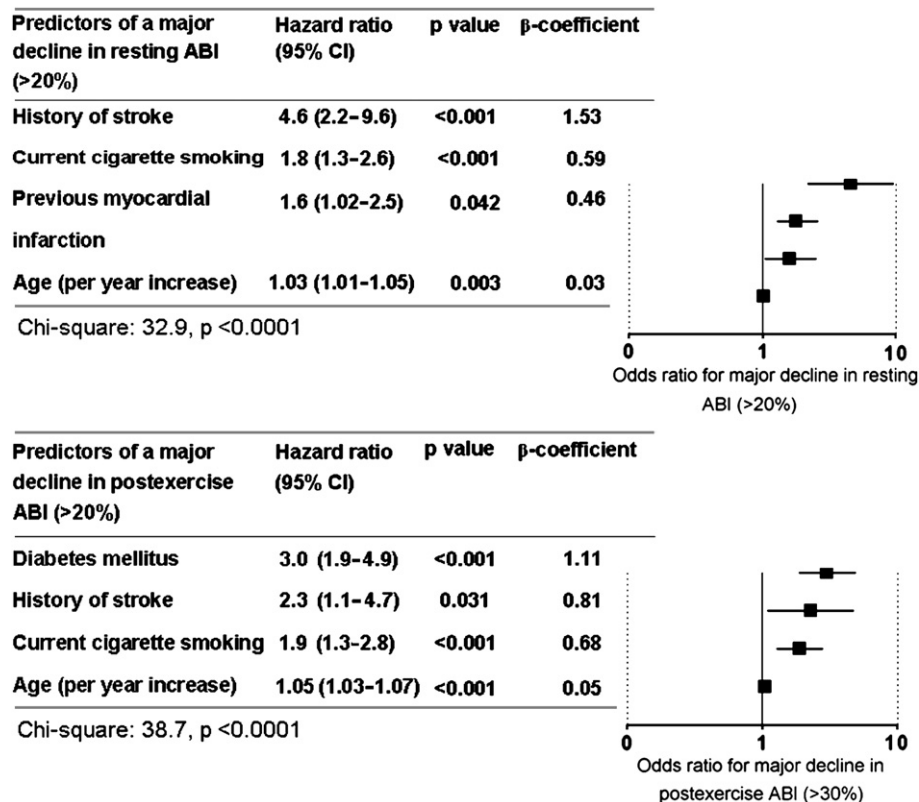 Predictors of a major decline in resting ABI (>20%) Hazard ratio (95% CI) p value β-coefficient
History of stroke 4.6 (2.2–9.6) <0.001 1.53
Current cigarette smoking 1.8 (1.3–2.6) <0.001 0.59
Previous myocardial infarction 1.6 (1.02–2.5) 0.042 0.46
Age (per year increase) 1.03 (1.01–1.05) 0.003 0.03
Chi-square: 32.9, p <0.0001
0 1 10
Odds ratio for major decline in resting
ABI (>20%)
Predictors of a major decline in postexercise ABI (>20%) Hazard ratio (95% CI) p value β-coefficient
Diabetes mellitus 3.0 (1.9–4.9) <0.001 1.11
History of stroke 2.3 (1.1–4.7) 0.031 0.81
Current cigarette smoking 1.9 (1.3–2.8) <0.001 0.68
Age (per year increase) 1.05 (1.03–1.07) <0.001 0.05
Chi-square: 38.7, p <0.0001
0 1 10
Odds ratio for major decline in
postexercise ABI (>30%)